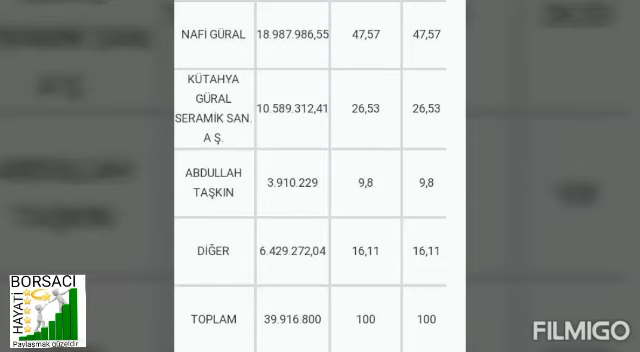 NAFİ GÜRAL 18.987.986,55 47,57 47,57
KÜTAHYA
GÜRAL
SERAMİK SAN.
A Ş.
10.589.312,41 26,53 26,53
ABDULLAH
TAŞKIN
3.910.229 9,8 9,8
DİĞER 6.429.272,04 16,11 16,11
TOPLAM 39.916.800 100 100
BORSACI
HAYATİ
Paylaşmak güzeldir
FILMIGO